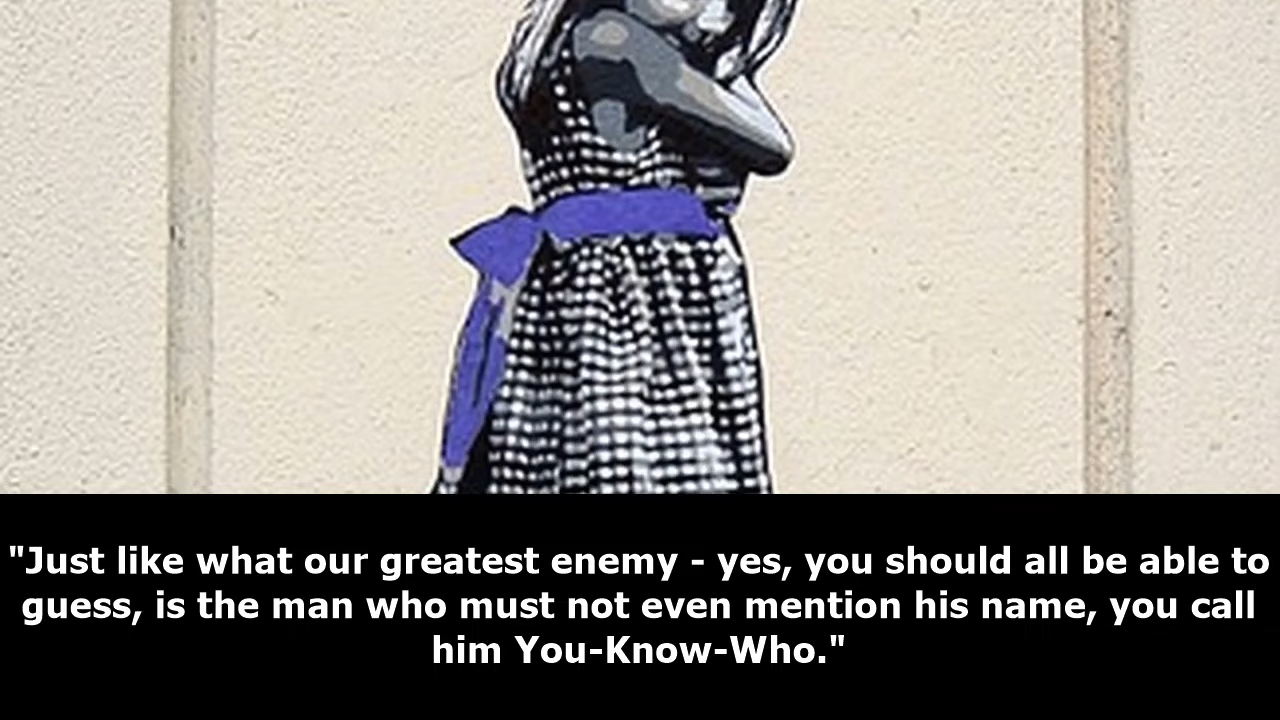 "Just like what our greatest enemy - yes, you should all be able to
guess, is the man who must not even mention his name, you call
him You-Know-Who."